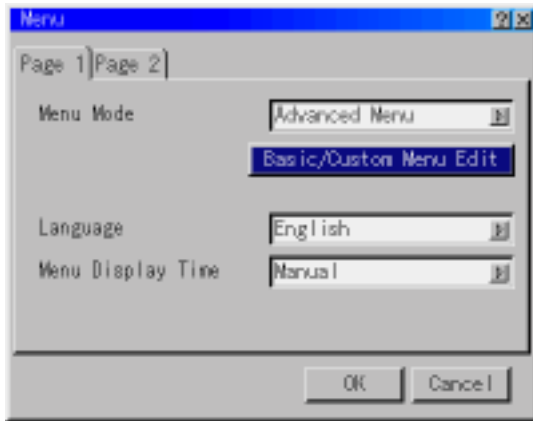 Menu
Page 1 Page 2
Menu Mode Advanced Menu
Basic/Custom Menu Edit
Language English
Menu Display Time Manual
OK Cancel